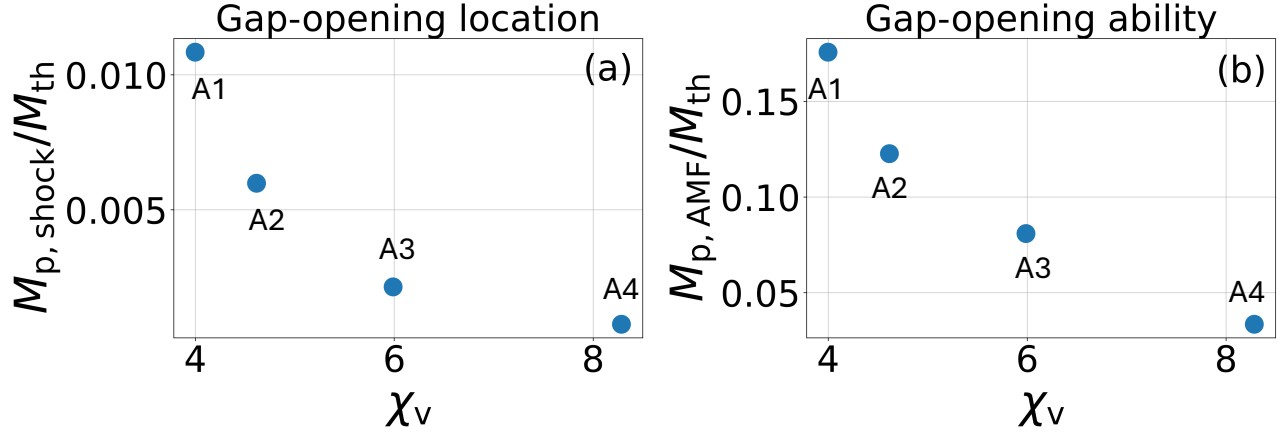 Gap-opening location
(a)
M_p, shock/M_th
0.010
0.005
A1
A2
A3
A4
4 6 8
χ_v
Gap-opening ability
(b)
M_p, AMF/M_th
0.15
0.10
0.05
A1
A2
A3
A4
4 6 8
χ_v